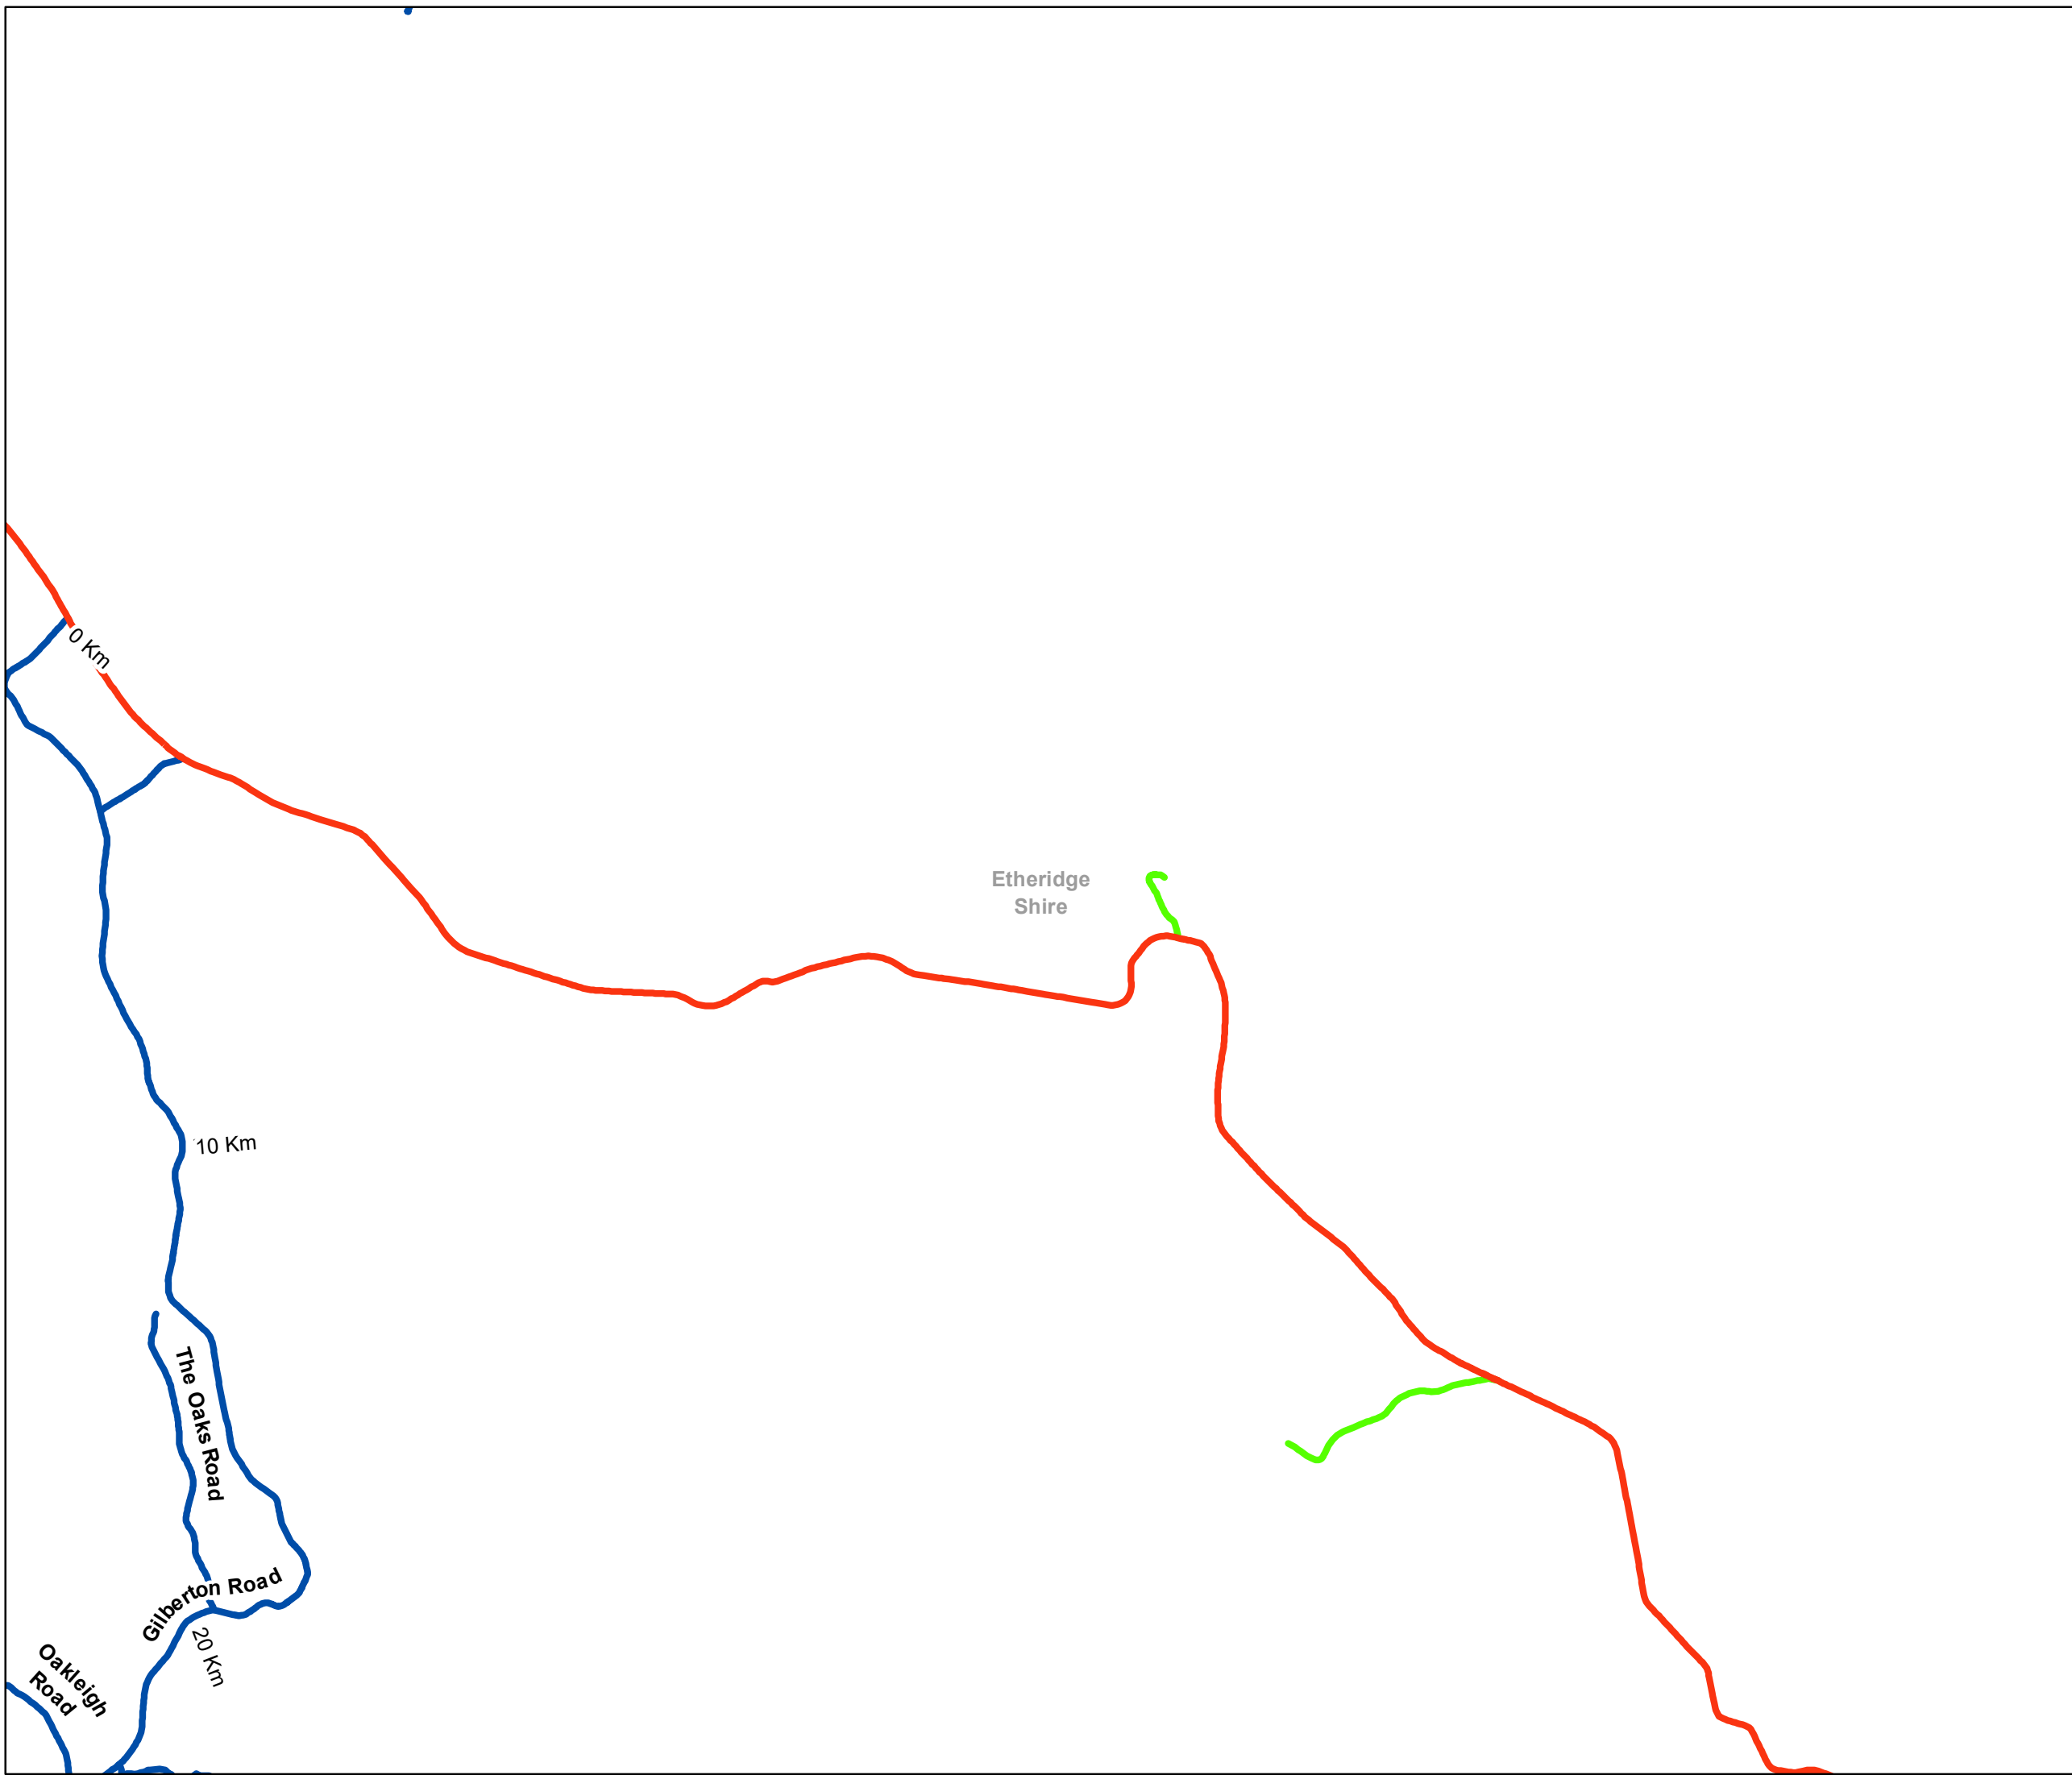 0 Km
Etheridge
Shire
10 Km
The Oaks Road
Gilberton Road
20 Km
Oakleigh
Road